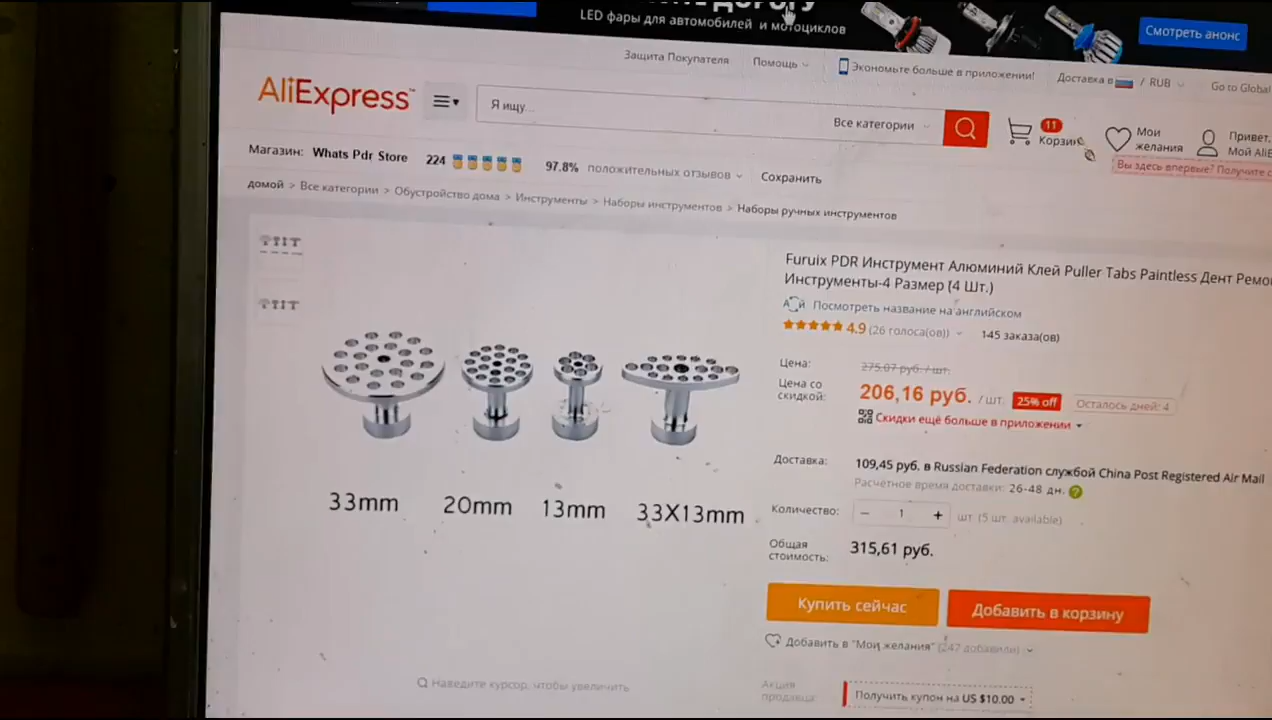 LED фары для автомобилей и мотоциклов
Смотреть анонс
Защита Покупателя
Помощь
Экономьте больше в приложении!
Доставка в / RUB
Go to Global
AliExpress
Я ищу...
Все категории
11
Корзина
Мои желания
Привет.
Мой AliE
Вы здесь впервые? Получите с
Магазин: Whats Pdr Store 224 97.8% положительных отзывов Сохранить
домой > Все категории > Обустройство дома > Инструменты > Наборы инструментов > Наборы ручных инструментов
Furuix PDR Инструмент Алюминий Клей Puller Tabs Paintless Дент Ремо
Инструменты-4 Размер (4 Шт.)
Посмотреть название на английском
4.9 (26 голоса(ов)) 145 заказа(ов)
Цена: 275.07 руб. / шт.
Цена со скидкой: 206,16 руб. / шт. 25% off Осталось дней: 4
Скидки ещё больше в приложении
Доставка: 109,45 руб. в Russian Federation службой China Post Registered Air Mail
Расчётное время доставки: 26-48 дн.
Количество: − 1 + шт. (5 шт. available)
Общая стоимость: 315,61 руб.
33mm 20mm 13mm 33X13mm
Купить сейчас
Добавить в корзину
Добавить в "Мои желания" (247 добавили)
Наведите курсор, чтобы увеличить
Акция продавца: Получить купон на US $10.00